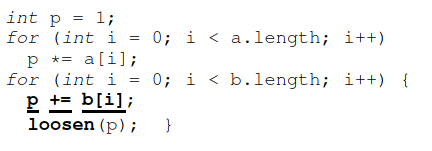 int p = 1;
for (int i = 0; i < a.length; i++)
p *= a[i];
for (int i = 0; i < b.length; i++) {
p += b[i];
loosen(p); }